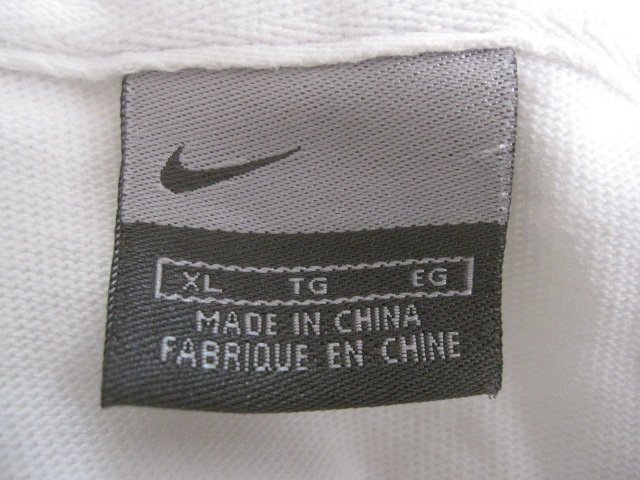 XL TG EG
MADE IN CHINA
FABRIQUE EN CHINE